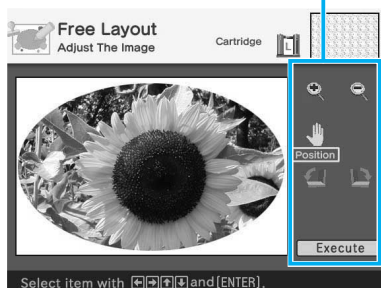 Free Layout
Adjust The Image
Cartridge
L
Position
Execute
Select item with [←][→][↑][↓] and [ENTER].